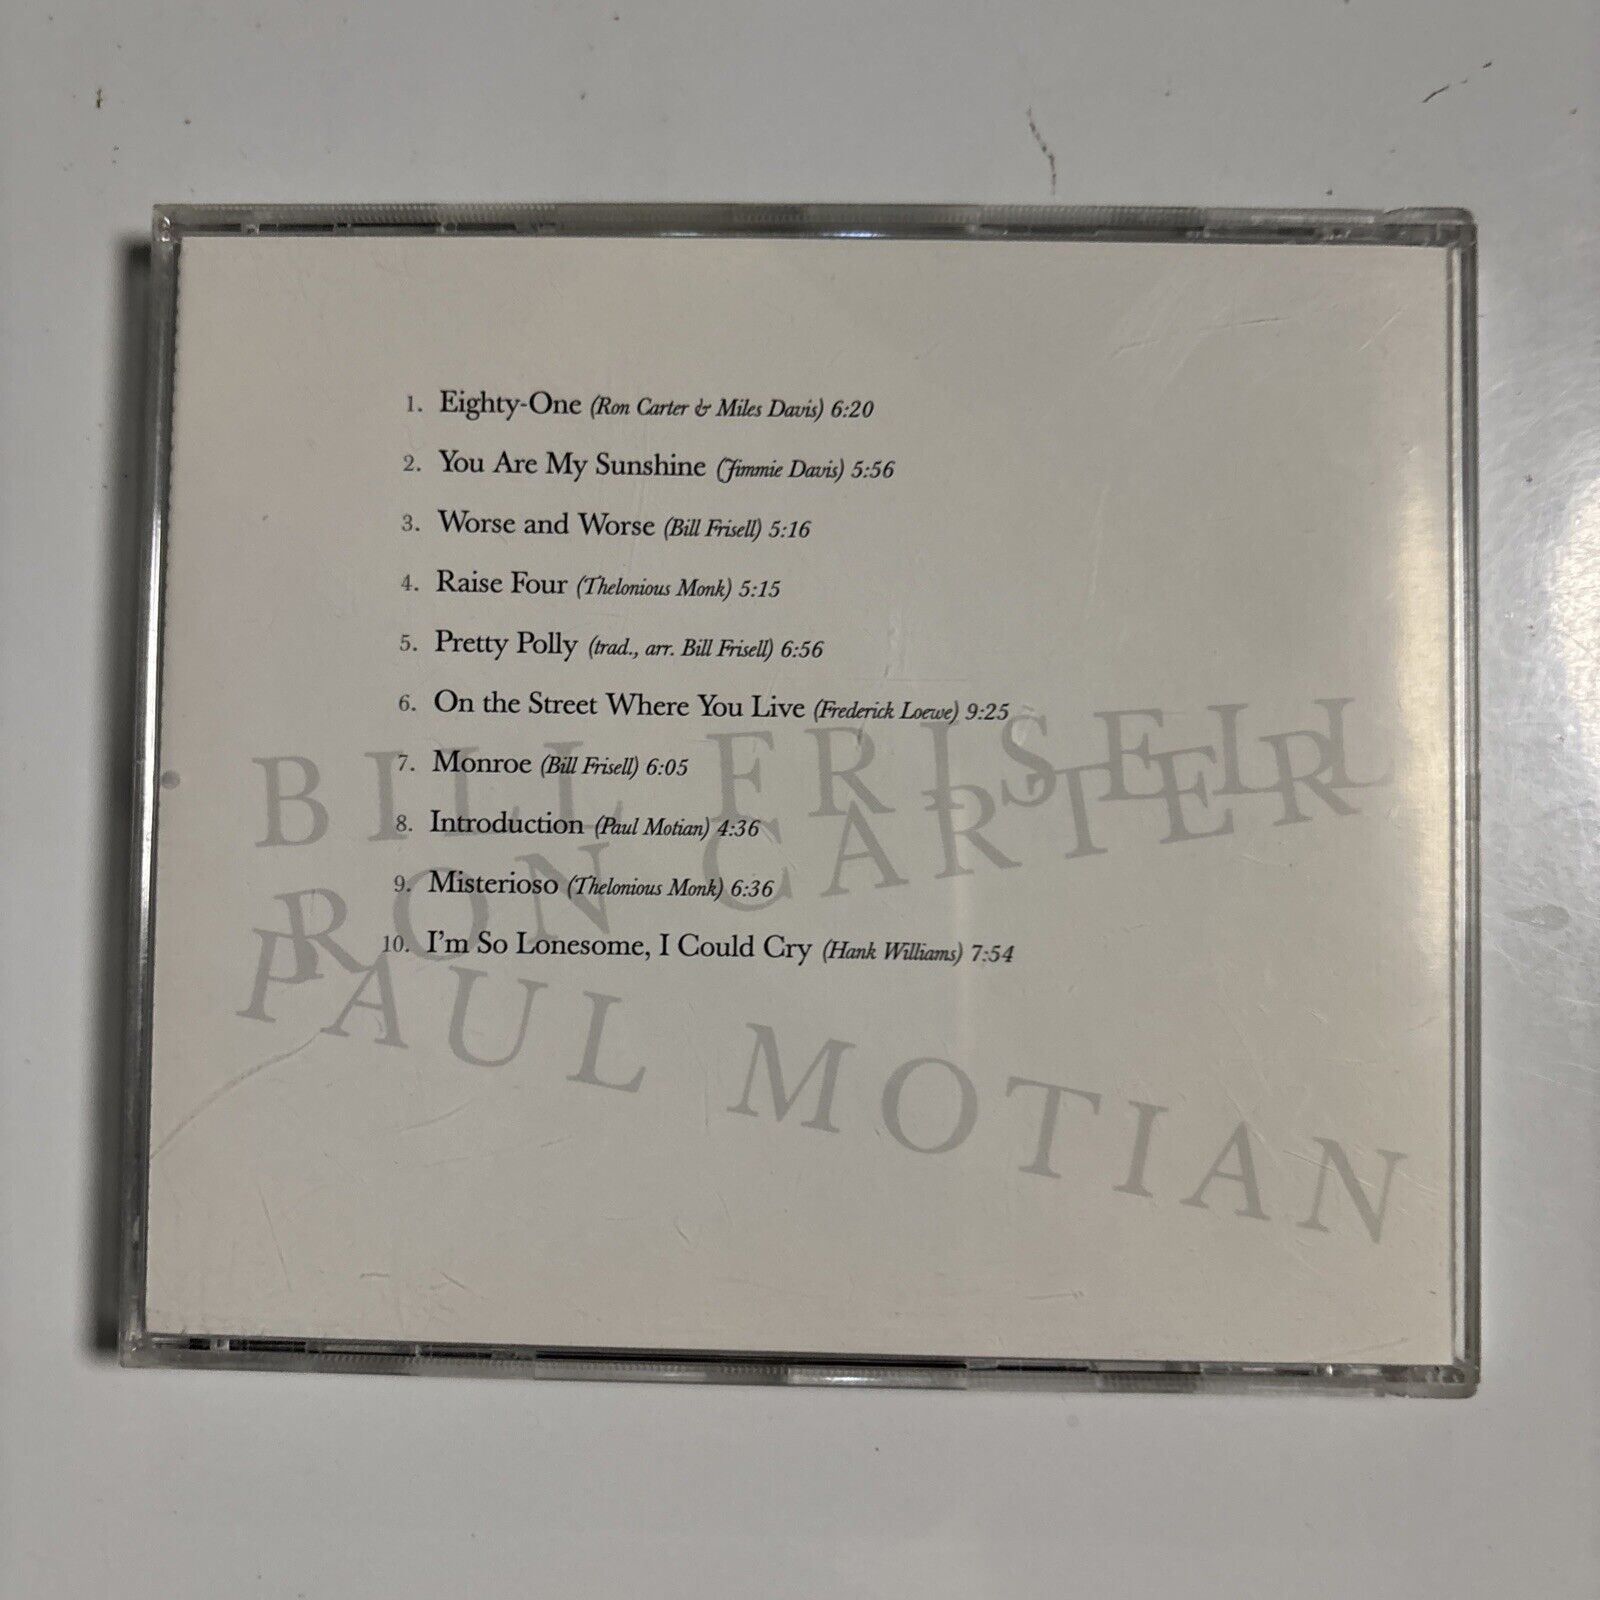 1. Eighty-One (Ron Carter & Miles Davis) 6:20
2. You Are My Sunshine (Jimmie Davis) 5:56
3. Worse and Worse (Bill Frisell) 5:16
4. Raise Four (Thelonious Monk) 5:15
5. Pretty Polly (trad., arr. Bill Frisell) 6:56
6. On the Street Where You Live (Frederick Loewe) 9:25
7. Monroe (Bill Frisell) 6:05
8. Introduction (Paul Motian) 4:36
9. Misterioso (Thelonious Monk) 6:36
10. I'm So Lonesome, I Could Cry (Hank Williams) 7:54
BILL FRISELL
RON CARTER
PAUL MOTIAN